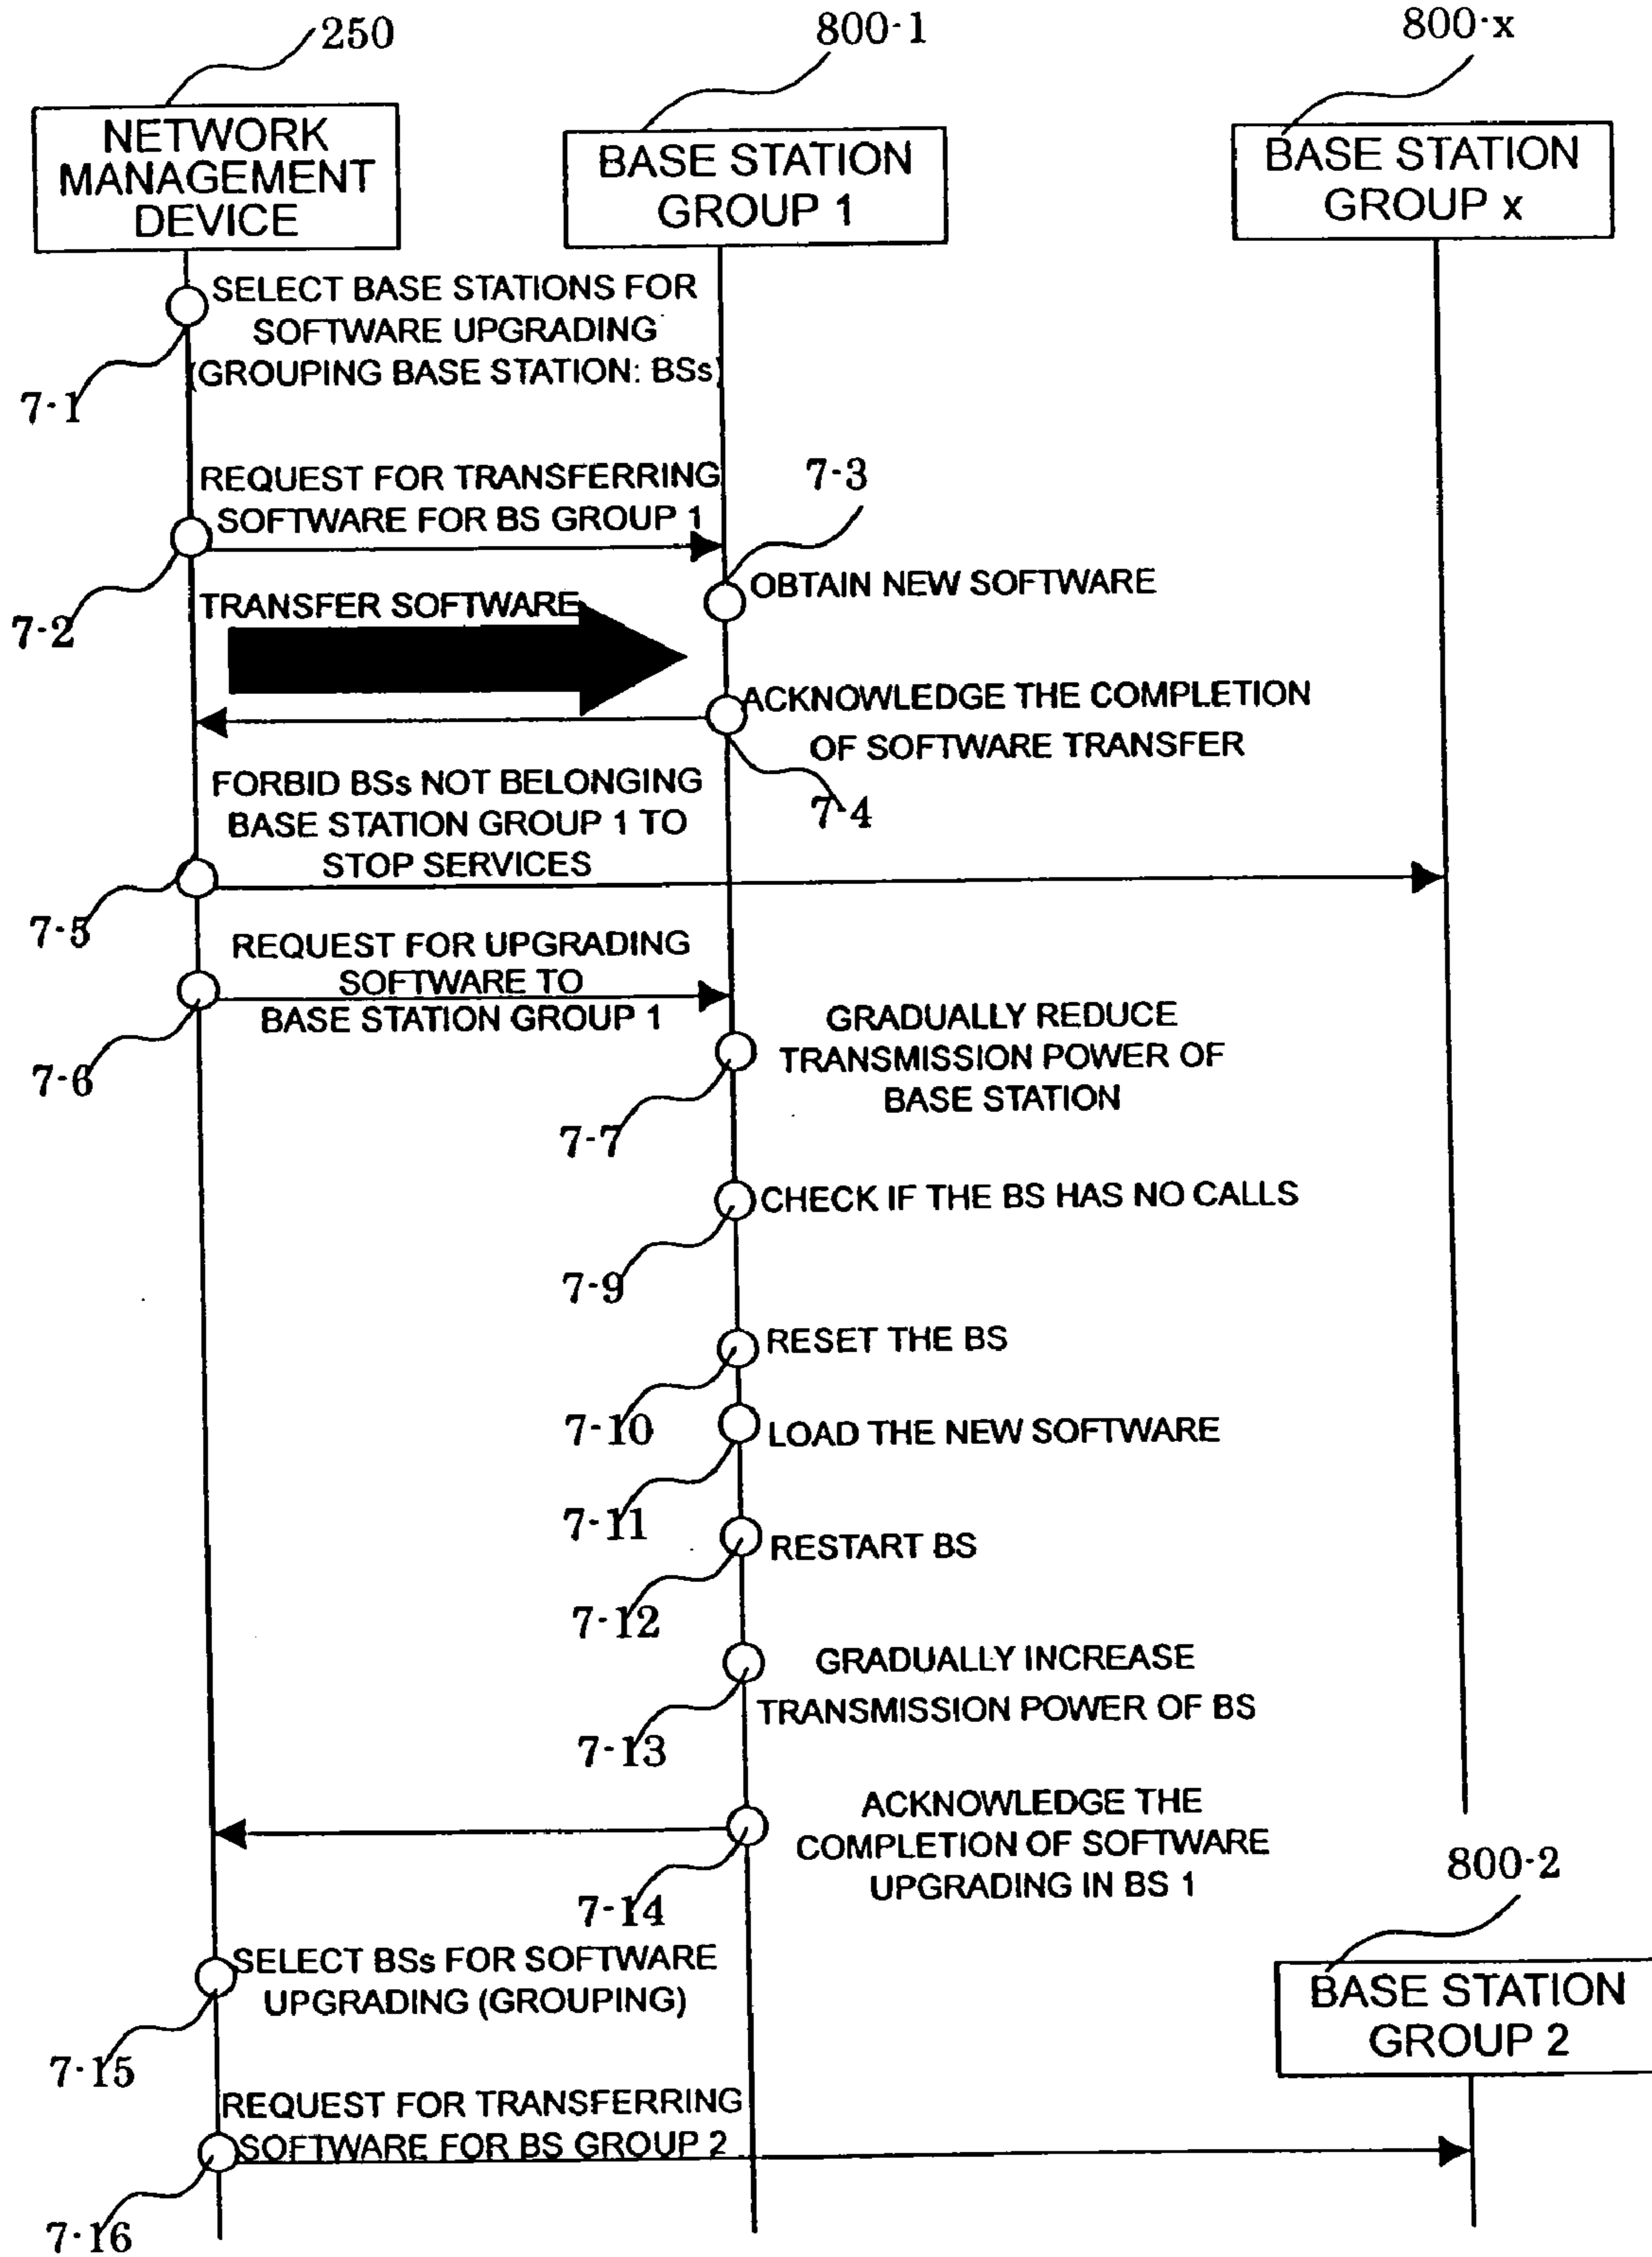 250
800-1
800-x
NETWORK
MANAGEMENT
DEVICE
BASE STATION
GROUP 1
BASE STATION
GROUP x
SELECT BASE STATIONS FOR
SOFTWARE UPGRADING
(GROUPING BASE STATION: BSs)
7-1
REQUEST FOR TRANSFERRING
SOFTWARE FOR BS GROUP 1
7-2
7-3
OBTAIN NEW SOFTWARE
TRANSFER SOFTWARE
ACKNOWLEDGE THE COMPLETION
OF SOFTWARE TRANSFER
7-4
FORBID BSs NOT BELONGING
BASE STATION GROUP 1 TO
STOP SERVICES
7-5
REQUEST FOR UPGRADING
SOFTWARE TO
BASE STATION GROUP 1
7-6
GRADUALLY REDUCE
TRANSMISSION POWER OF
BASE STATION
7-7
CHECK IF THE BS HAS NO CALLS
7-9
RESET THE BS
7-10
LOAD THE NEW SOFTWARE
7-11
RESTART BS
7-12
GRADUALLY INCREASE
TRANSMISSION POWER OF BS
7-13
ACKNOWLEDGE THE
COMPLETION OF SOFTWARE
UPGRADING IN BS 1
7-14
800-2
BASE STATION
GROUP 2
SELECT BSs FOR SOFTWARE
UPGRADING (GROUPING)
7-15
REQUEST FOR TRANSFERRING
SOFTWARE FOR BS GROUP 2
7-16